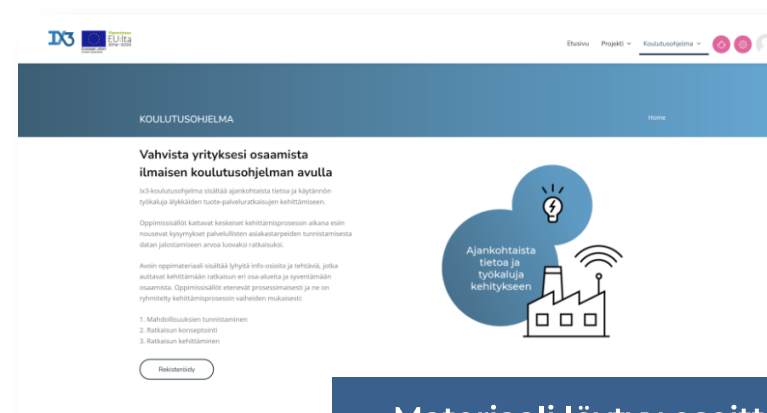 IX3
EU:lta
2014–2020
Etusivu Projekti Koulutusohjelma
KOULUTUSOHJELMA
Home
Vahvista yrityksesi osaamista
ilmaisen koulutusohjelman avulla
Ix3-koulutusohjelma sisältää ajankohtaista tietoa ja käytännön
työkaluja älykkäiden tuote-palveluratkaisujen kehittämiseen.
Oppimissisällöt kattavat keskeiset kehittämisprosessin aikana esiin
nousevat kysymykset palvelullisten asiakastarpeiden tunnistamisesta
datan jalostamiseen arvoa luovaksi ratkaisuksi.
Avoin oppimateriaali sisältää lyhyitä info-osioita ja tehtäviä, jotka
auttavat kehittämään ratkaisun eri osa-alueita ja syventämään
osaamista. Oppimissisällöt etenevät prosessimaisesti ja ne on
ryhmitelty kehittämisprosessin vaiheiden mukaisesti:
1. Mahdollisuuksien tunnistaminen
2. Ratkaisun konseptointi
3. Ratkaisun kehittäminen
Rekisteröidy
Ajankohtaista
tietoa ja
työkaluja
kehitykseen